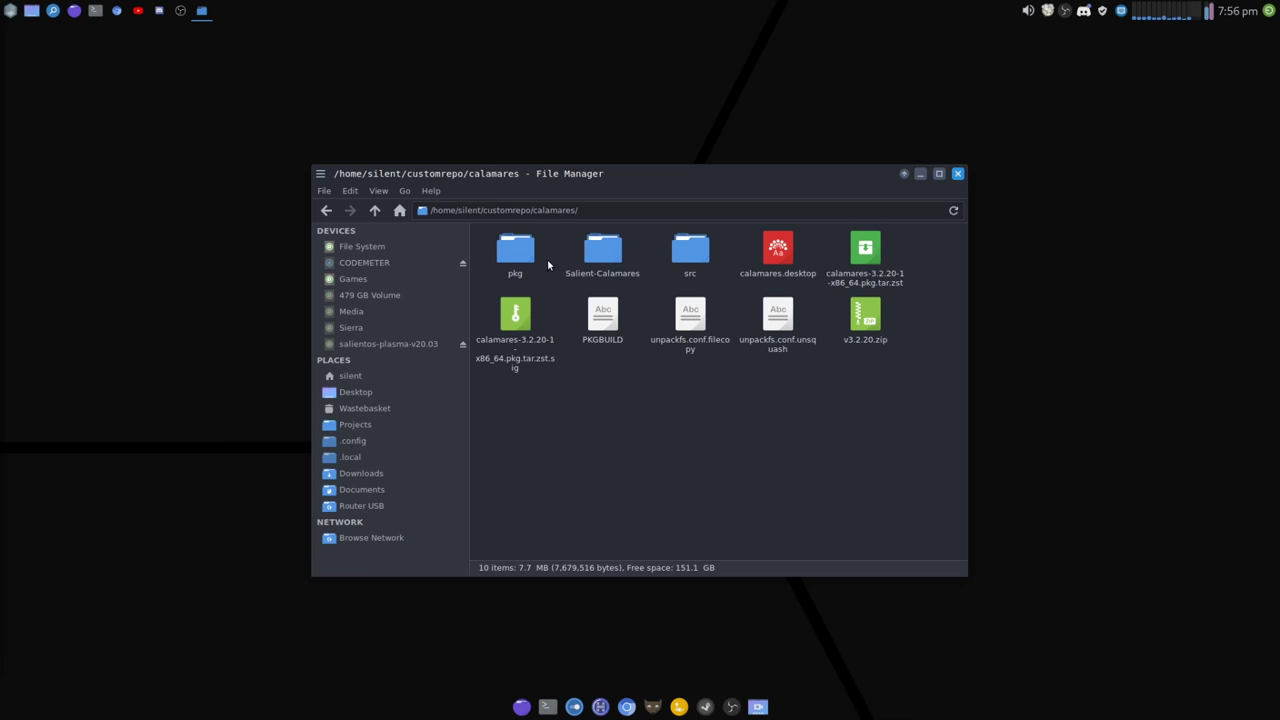 7:56 pm
/home/silent/customrepo/calamares - File Manager
File Edit View Go Help
/home/silent/customrepo/calamares/
DEVICES
File System
CODEMETER
Games
479 GB Volume
Media
Sierra
salientos-plasma-v20.03
PLACES
silent
Desktop
Wastebasket
Projects
.config
.local
Downloads
Documents
Router USB
NETWORK
Browse Network
pkg
Salient-Calamares
src
calamares.desktop
calamares-3.2.20-1
-x86_64.pkg.tar.zst
calamares-3.2.20-1
-
x86_64.pkg.tar.zst.s
ig
PKGBUILD
unpackfs.conf.fileco
py
unpackfs.conf.unsq
uash
v3.2.20.zip
Aa
Abc
Abc
Abc
ZIP
10 items: 7.7 MB (7,679,516 bytes), Free space: 151.1 GB